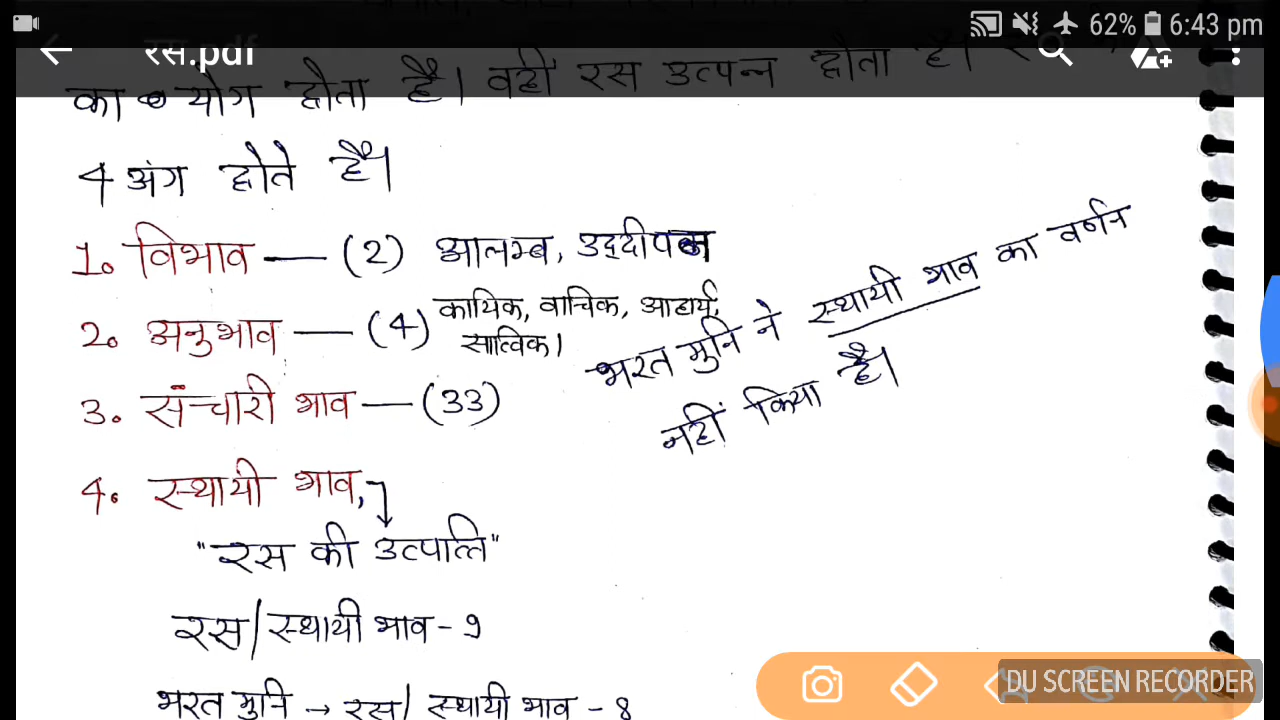 62% 6:43 pm
रस.pdf
का योग होता है। वहीं रस उत्पन्न होता है।
4 अंग होते हैं।
1. विभाव — (2) आलम्ब, उद्दीपन
2. अनुभाव — (4) कायिक, वाचिक, आहार्य,
सात्विक।
3. संचारी भाव — (33)
भरत मुनि ने स्थायी भाव का वर्णन
नहीं किया है।
4. स्थायी भाव,
"रस की उत्पत्ति"
रस/स्थायी भाव - 9
भरत मुनि → रस/ स्थायी भाव - 8
DU SCREEN RECORDER